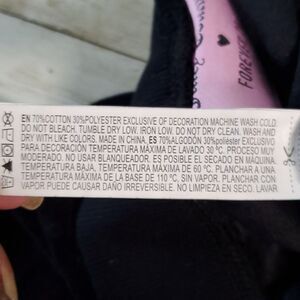 FOREVER
EN 70%COTTON 30%POLYESTER EXCLUSIVE OF DECORATION MACHINE WASH COLD
DO NOT BLEACH. TUMBLE DRY LOW. IRON LOW. DO NOT DRY CLEAN. WASH AND
DRY WITH LIKE COLORS. MADE IN CHINA. ES 70%ALGODÓN 30%poliéster EXCLUSIVO
PARA DECORACIÓN TEMPERATURA MÁXIMA DE LAVADO 30 ºC. PROCESO MUY
MODERADO. NO USAR BLANQUEADOR. ES POSIBLE EL SECADO EN MÁQUINA
TEMPERATURA BAJA, TEMPERATURA MÁXIMA DE 60 ºC. PLANCHAR A UNA
TEMPERATURA MÁXIMA DE LA BASE DE 110 ºC, SIN VAPOR. PLANCHAR CON
VAPOR PUEDE CAUSAR DAÑO IRREVERSIBLE. NO LIMPIEZA EN SECO. LAVAR